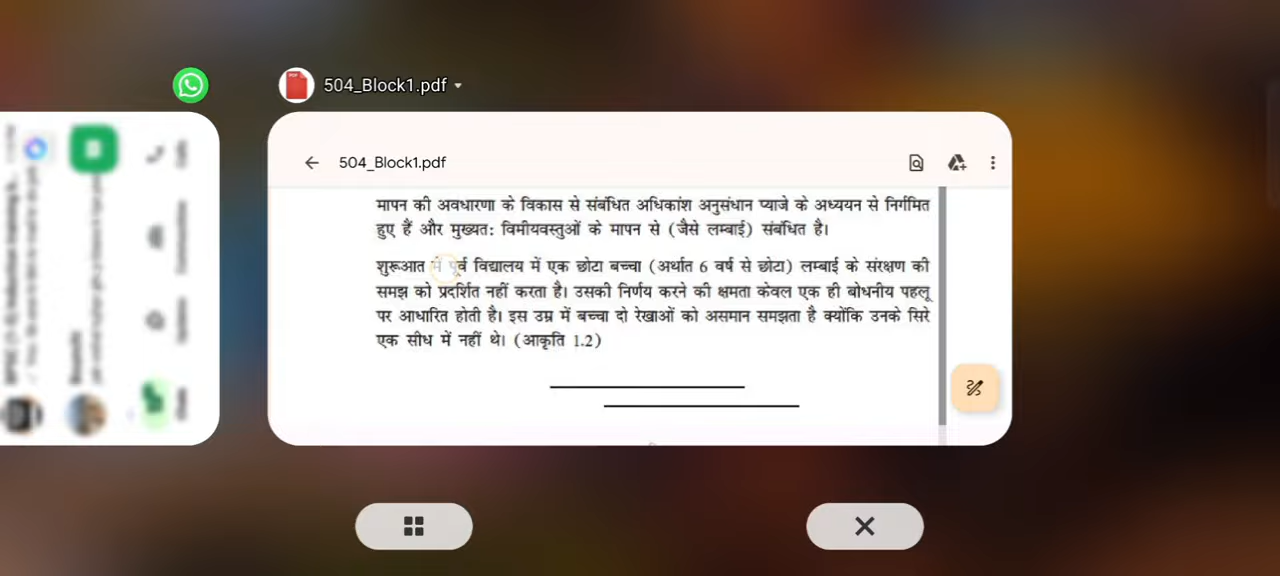 504_Block1.pdf
504_Block1.pdf
मापन की अवधारणा के विकास से संबंधित अधिकांश अनुसंधान प्याजे के अध्ययन से निर्गमित
हुए हैं और मुख्यत: विमीयवस्तुओं के मापन से (जैसे लम्बाई) संबंधित है।
शुरूआत में पूर्व विद्यालय में एक छोटा बच्चा (अर्थात 6 वर्ष से छोटा) लम्बाई के संरक्षण की
समझ को प्रदर्शित नहीं करता है। उसकी निर्णय करने की क्षमता केवल एक ही बोधनीय पहलू
पर आधारित होती है। इस उम्र में बच्चा दो रेखाओं को असमान समझता है क्योंकि उनके सिरे
एक सीध में नहीं थे। (आकृति 1.2)